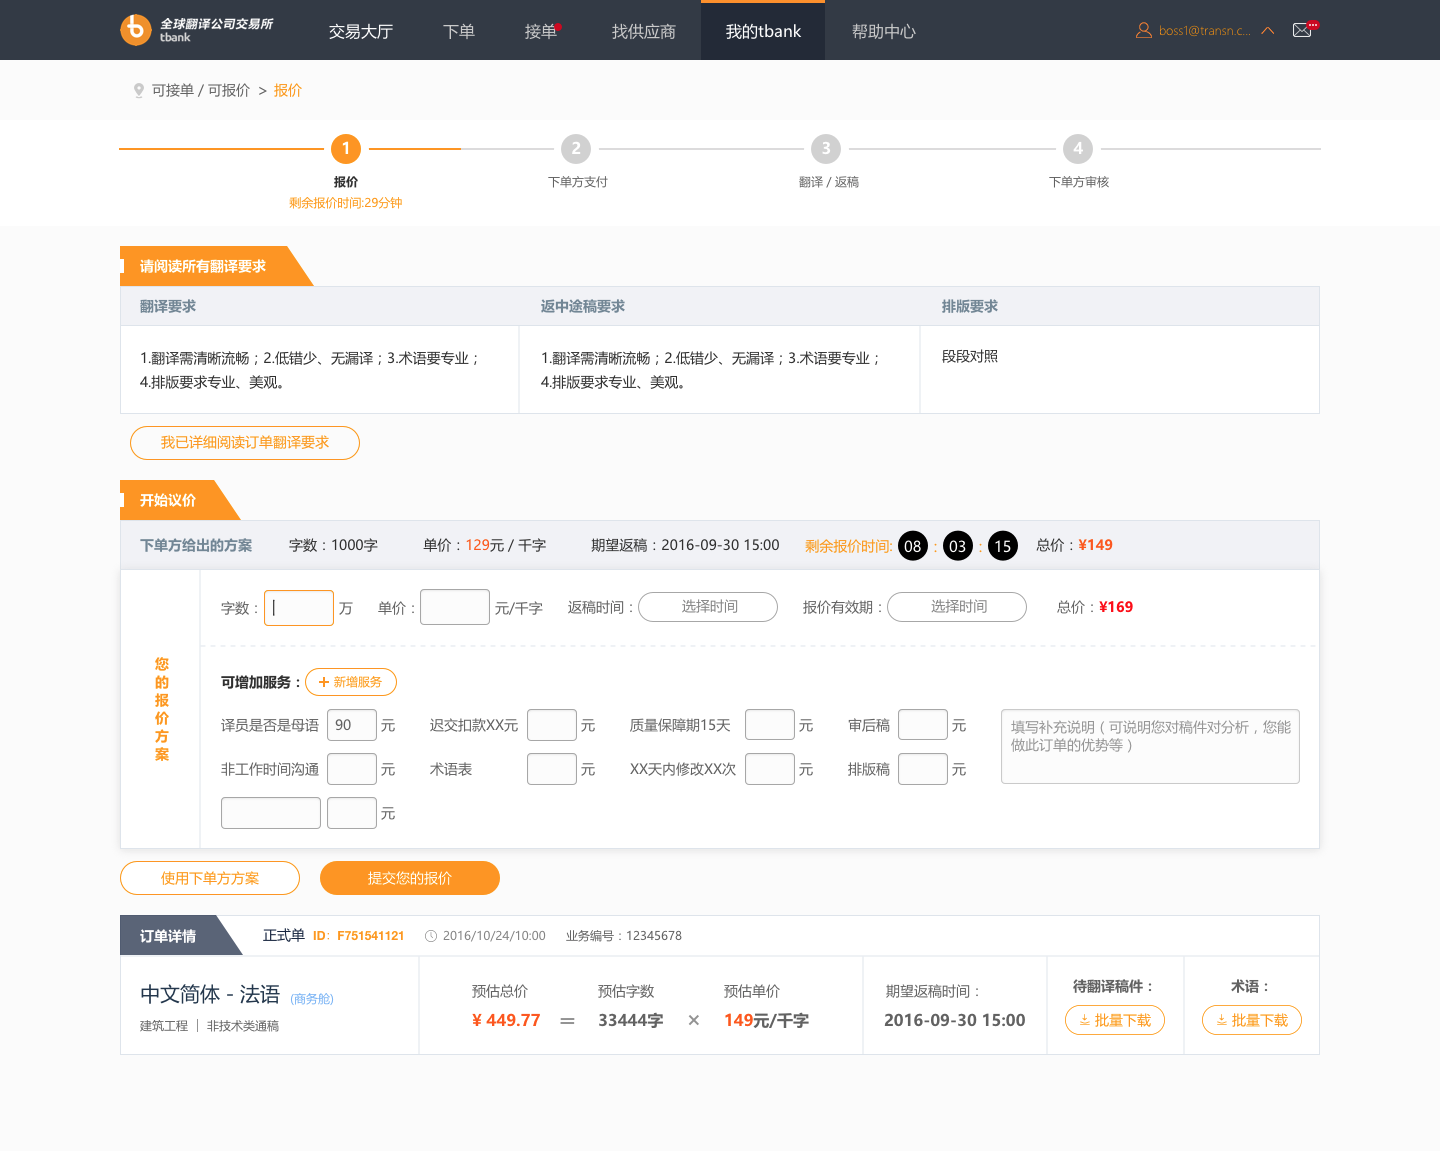 全球翻译公司交易所
tbank
交易大厅 下单 接单 找供应商 我的tbank 帮助中心 boss1@transn.c...
可接单 / 可报价 > 报价
1 2 3 4
报价 下单方支付 翻译 / 返稿 下单方审核
剩余报价时间:29分钟
请阅读所有翻译要求
翻译要求 返中途稿要求 排版要求
1.翻译需清晰流畅；2.低错少、无漏译；3.术语要专业；
4.排版要求专业、美观。
1.翻译需清晰流畅；2.低错少、无漏译；3.术语要专业；
4.排版要求专业、美观。
段段对照
我已详细阅读订单翻译要求
开始议价
下单方给出的方案 字数：1000字 单价：129元 / 千字 期望返稿：2016-09-30 15:00 剩余报价时间: 08 : 03 : 15 总价：¥149
您的报价方案
字数： 万 单价： 元/千字 返稿时间： 选择时间 报价有效期： 选择时间 总价：¥169
可增加服务： + 新增服务
译员是否是母语 90 元 迟交扣款XX元 元 质量保障期15天 元 审后稿 元
填写补充说明（可说明您对稿件对分析，您能
做此订单的优势等）
非工作时间沟通 元 术语表 元 XX天内修改XX次 元 排版稿 元
元
使用下单方方案 提交您的报价
订单详情 正式单 ID: F751541121 2016/10/24/10:00 业务编号：12345678
中文简体 - 法语 (商务舱)
建筑工程 | 非技术类通稿
预估总价 预估字数 预估单价
¥ 449.77 = 33444字 × 149元/千字
期望返稿时间：
2016-09-30 15:00
待翻译稿件：
批量下载
术语：
批量下载